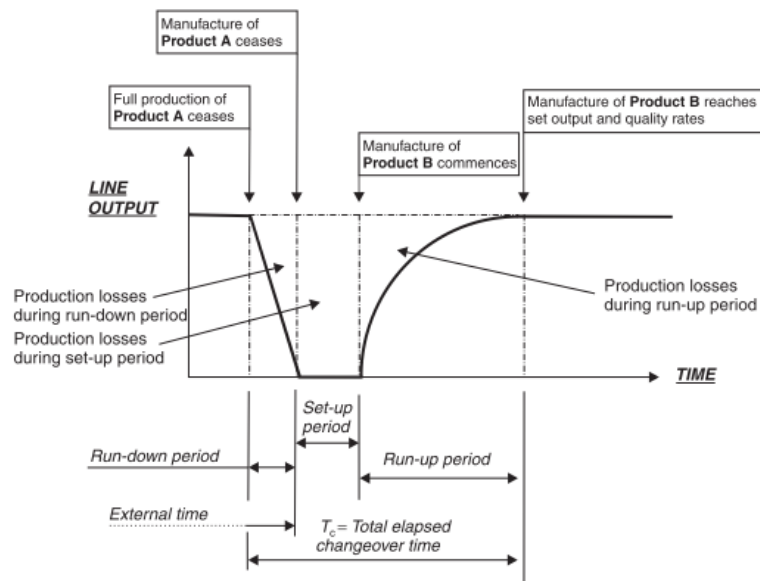 Manufacture of
Product A ceases
Full production of
Product A ceases
Manufacture of Product B reaches
set output and quality rates
Manufacture of
Product B commences
LINE
OUTPUT
Production losses
during run-down period
Production losses
during set-up period
Production losses
during run-up period
TIME
Set-up
period
Run-down period
Run-up period
External time
Tc = Total elapsed
changeover time